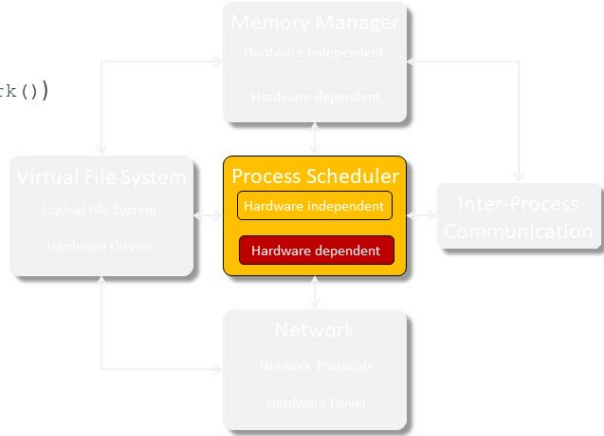 Memory Manager
Hardware Independent
rk())
Hardware dependent
Virtual File System
Logical File System
Hardware Drivers
Process Scheduler
Hardware independent
Hardware dependent
Inter-Process
Communication
Network
Network Protocols
Hardware Driver